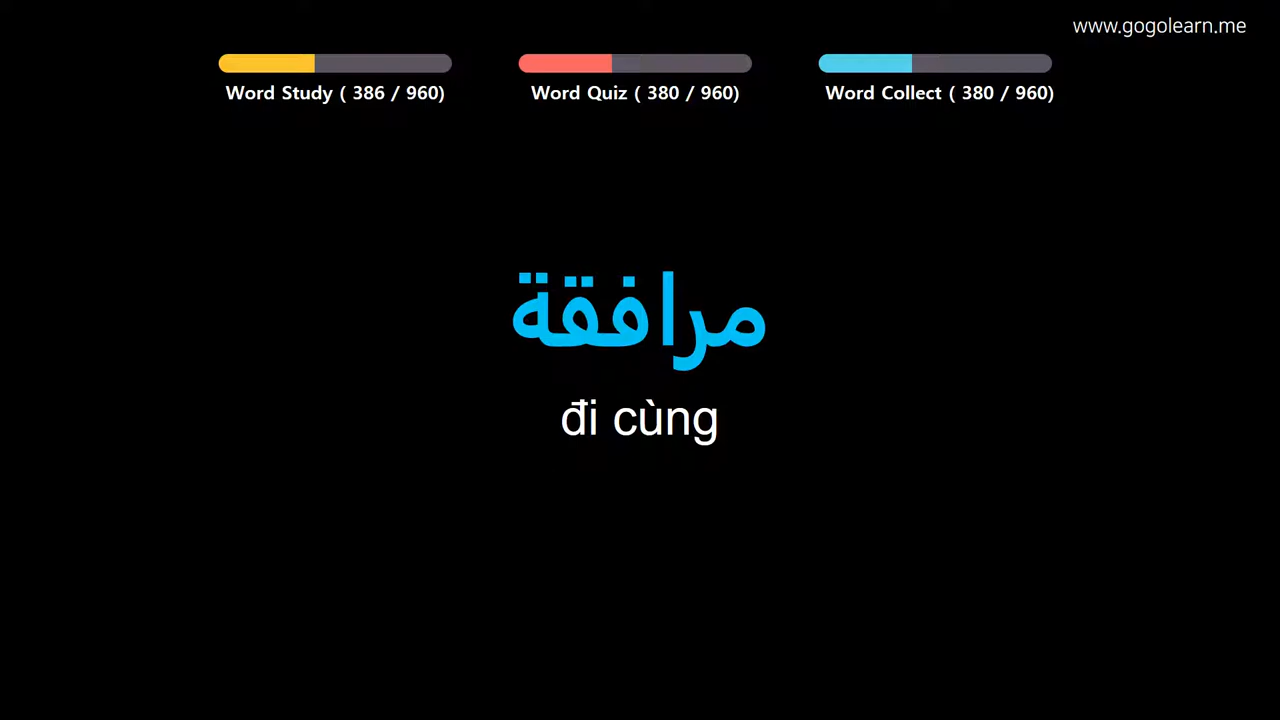 www.gogolearn.me
Word Study ( 386 / 960)
Word Quiz ( 380 / 960)
Word Collect ( 380 / 960)
مرافقة
đi cùng